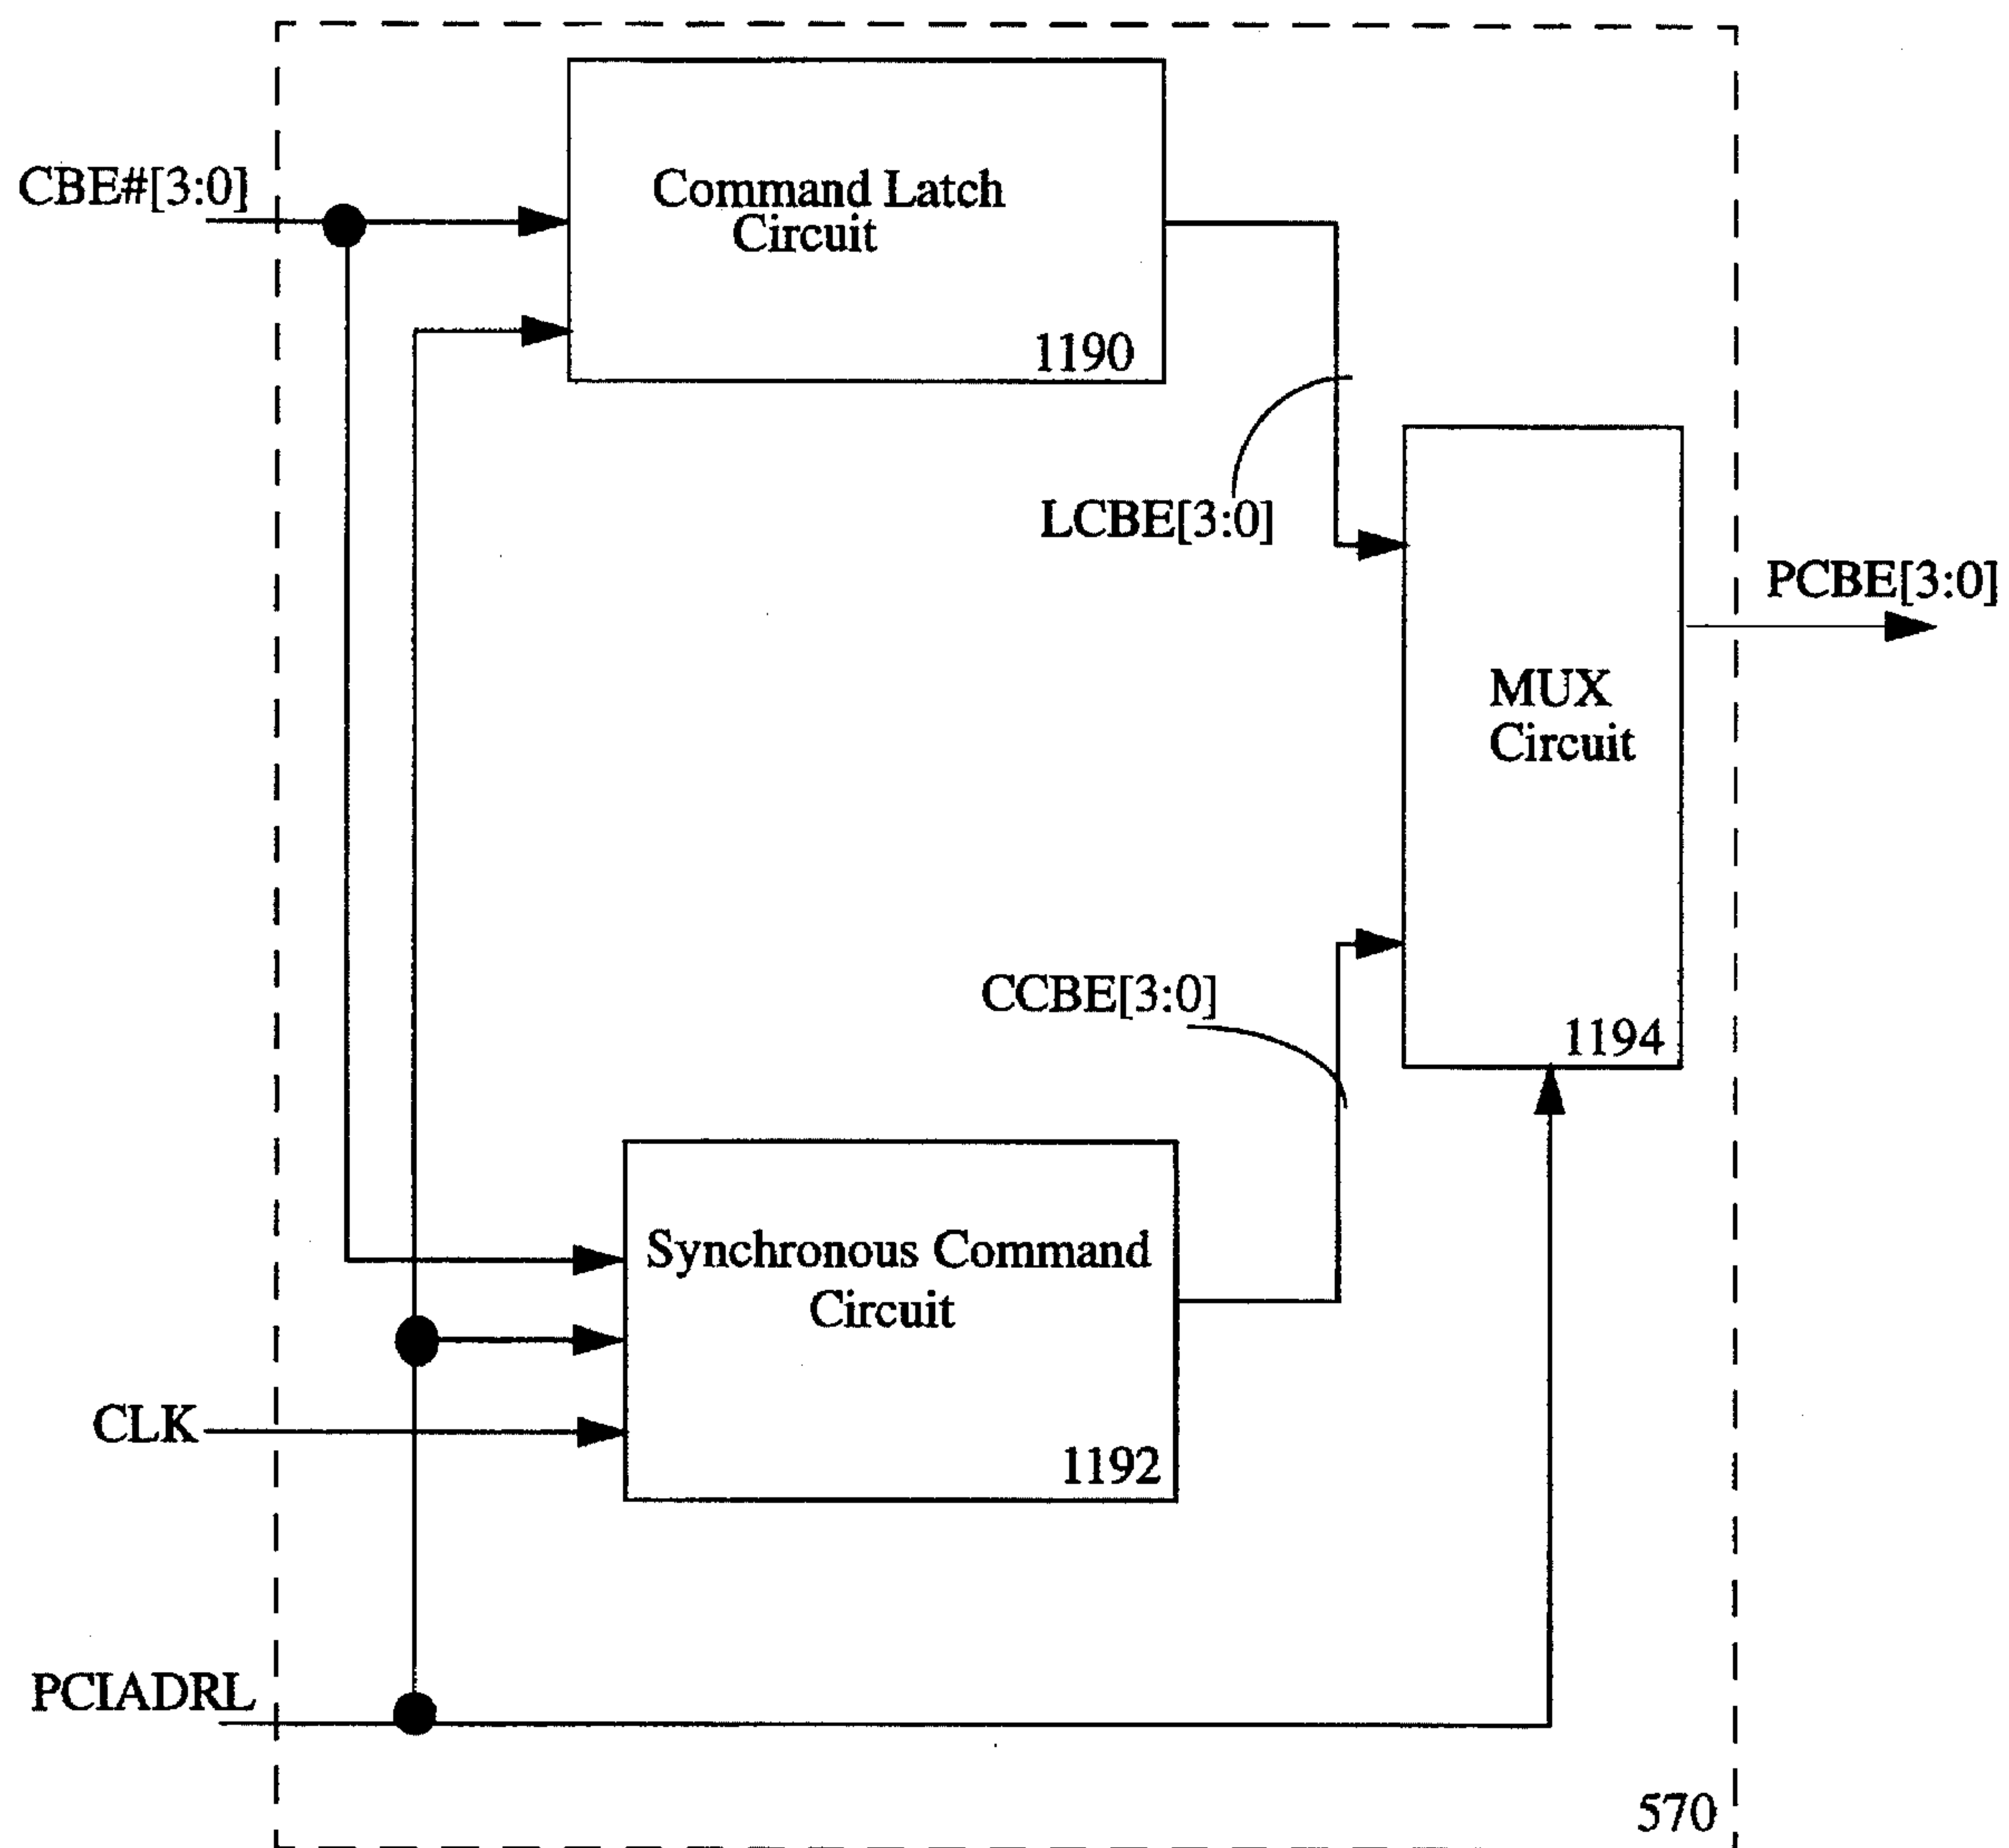 CBE#[3:0]
Command Latch
Circuit
1190
LCBE[3:0]
PCBE[3:0]
MUX
Circuit
1194
CCBE[3:0]
Synchronous Command
Circuit
CLK
1192
PCIADRL
570